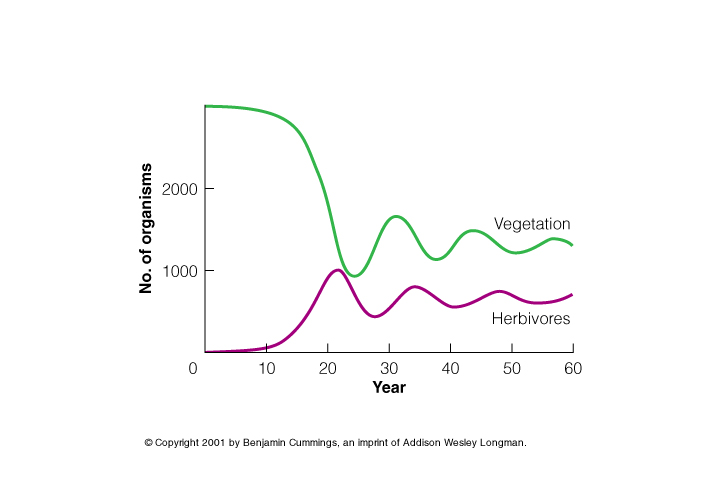 No. of organisms
2000
1000
Vegetation
Herbivores
0 10 20 30 40 50 60
Year
© Copyright 2001 by Benjamin Cummings, an imprint of Addison Wesley Longman.